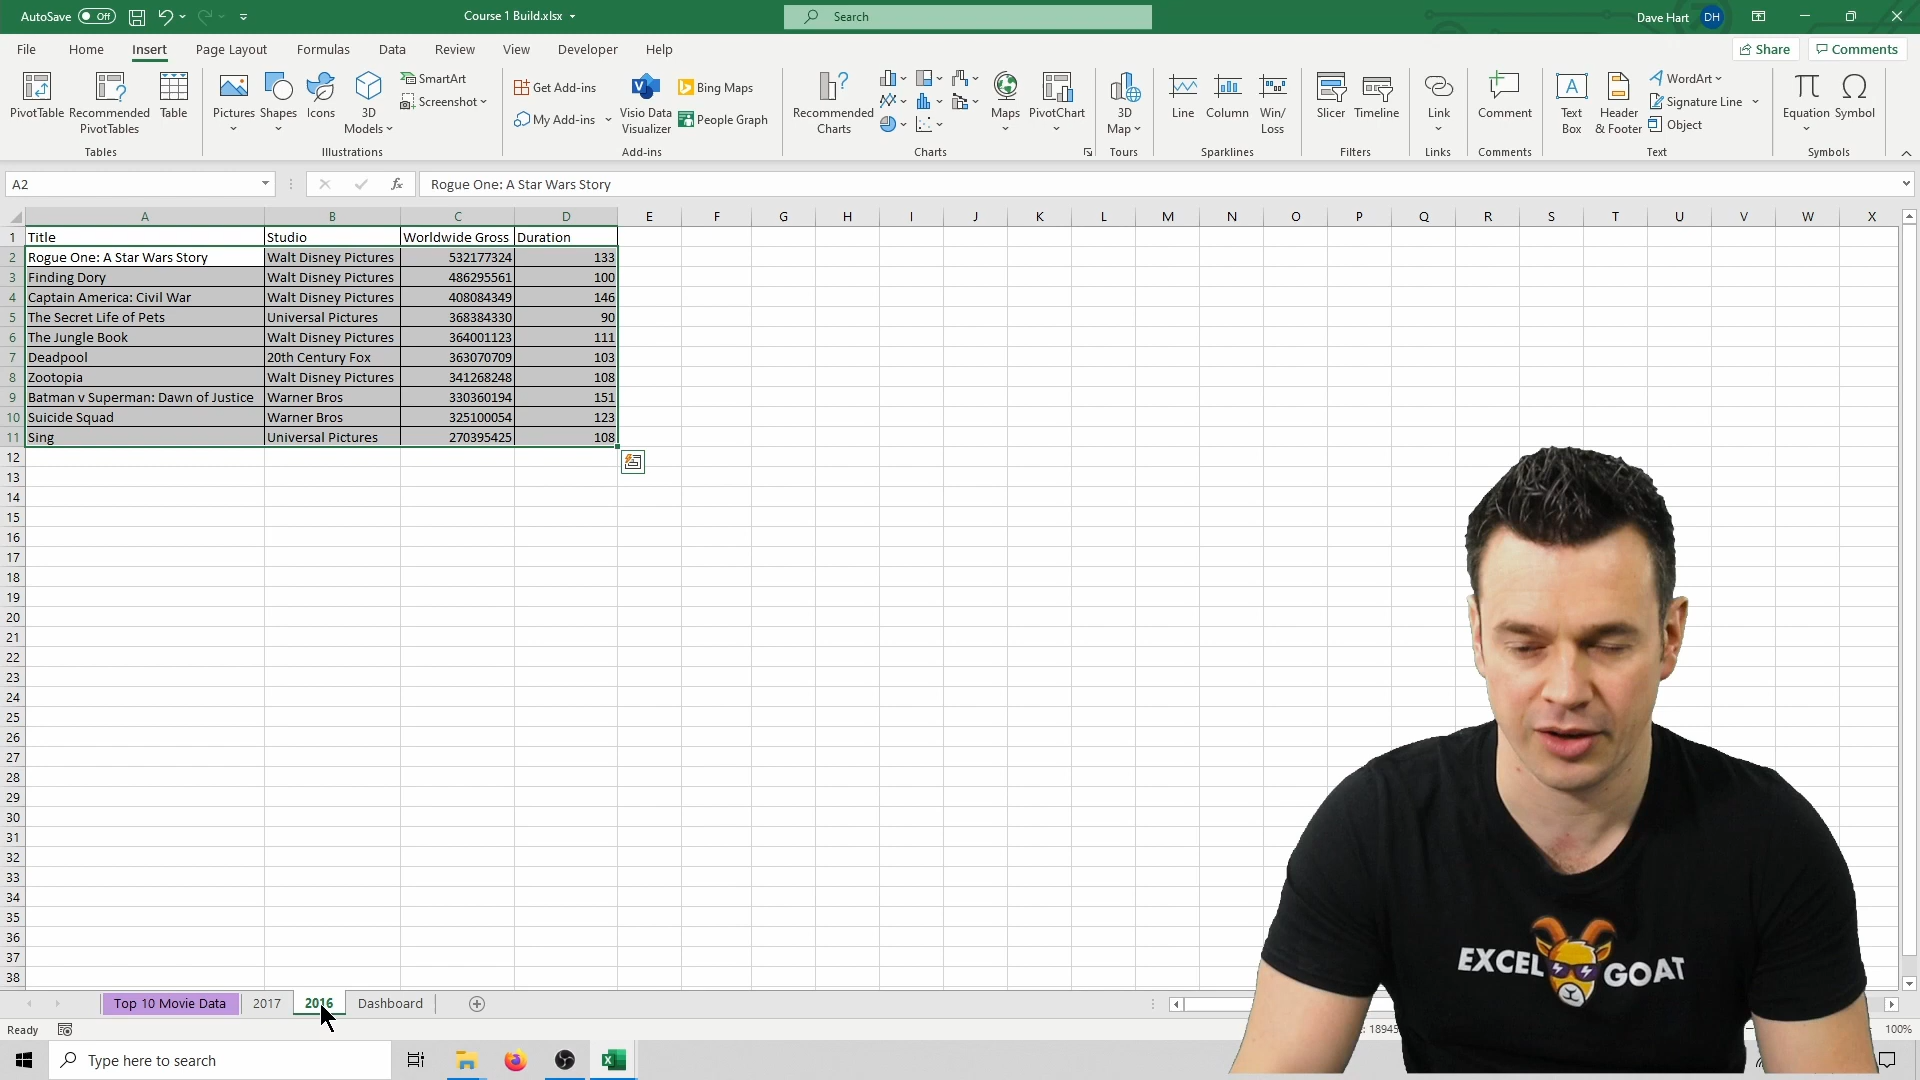 AutoSave Off Course 1 Build.xlsx Search Dave Hart DH
File Home Insert Page Layout Formulas Data Review View Developer Help Share Comments
PivotTable Recommended PivotTables Table
Tables
Pictures Shapes Icons 3D Models SmartArt Screenshot
Illustrations
Get Add-ins My Add-ins Visio Data Visualizer Bing Maps People Graph
Add-ins
Recommended Charts Maps PivotChart
Charts
3D Map
Tours
Line Column Win/Loss
Sparklines
Slicer Timeline
Filters
Link
Links
Comment
Comments
Text Box Header & Footer WordArt Signature Line Object
Text
Equation Symbol
Symbols
A2 fx Rogue One: A Star Wars Story
A B C D E F G H I J K L M N O P Q R S T U V W X
1 Title Studio Worldwide Gross Duration
2 Rogue One: A Star Wars Story Walt Disney Pictures 532177324 133
3 Finding Dory Walt Disney Pictures 486295561 100
4 Captain America: Civil War Walt Disney Pictures 408084349 146
5 The Secret Life of Pets Universal Pictures 368384330 90
6 The Jungle Book Walt Disney Pictures 364001123 111
7 Deadpool 20th Century Fox 363070709 103
8 Zootopia Walt Disney Pictures 341268248 108
9 Batman v Superman: Dawn of Justice Warner Bros 330360194 151
10 Suicide Squad Warner Bros 325100054 123
11 Sing Universal Pictures 270395425 108
12
13
14
15
16
17
18
19
20
21
22
23
24
25
26
27
28
29
30
31
32
33
34
35
36
37
38
EXCEL GOAT
Top 10 Movie Data 2017 2016 Dashboard
Ready : 18945 100%
Type here to search